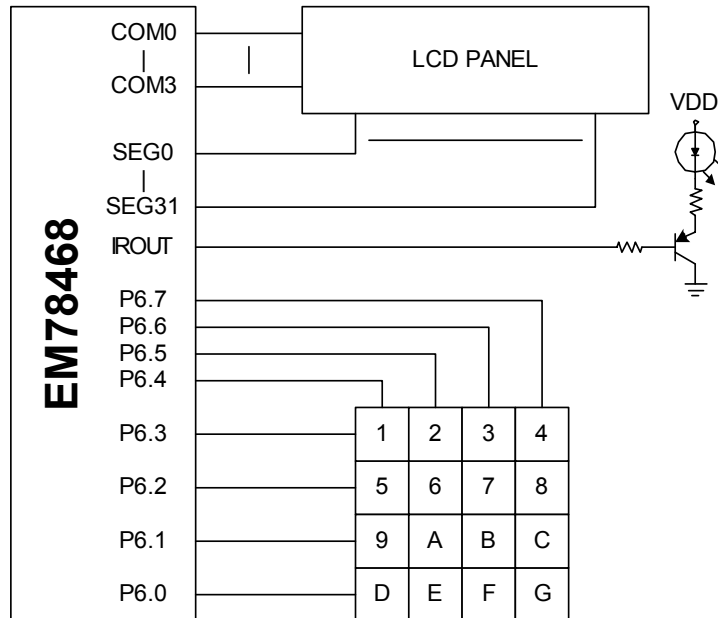 COM0
LCD PANEL
COM3
VDD
SEG0
SEG31
IROUT
EM78468
P6.7
P6.6
P6.5
P6.4
P6.3
1 2 3 4
P6.2
5 6 7 8
P6.1
9 A B C
P6.0
D E F G